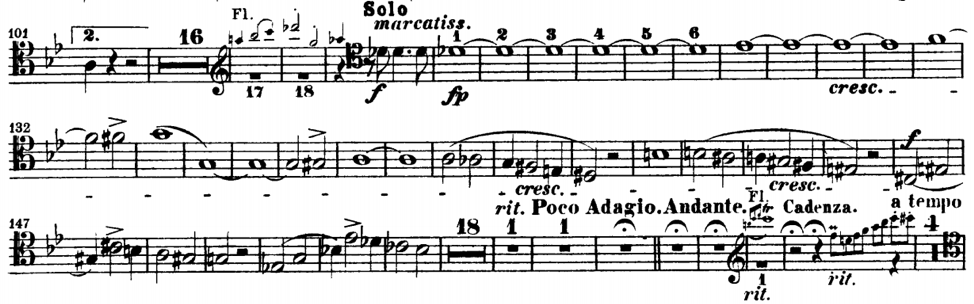 Solo
Fl. marcatiss.
101 2. 16 1 2 3 4 5 6
17 18 f fp cresc.
132 f
cresc. cresc.
rit. Poco Adagio. Andante. Fl. Cadenza. a tempo
147 18 1 1 tr 4
1 rit.
rit.